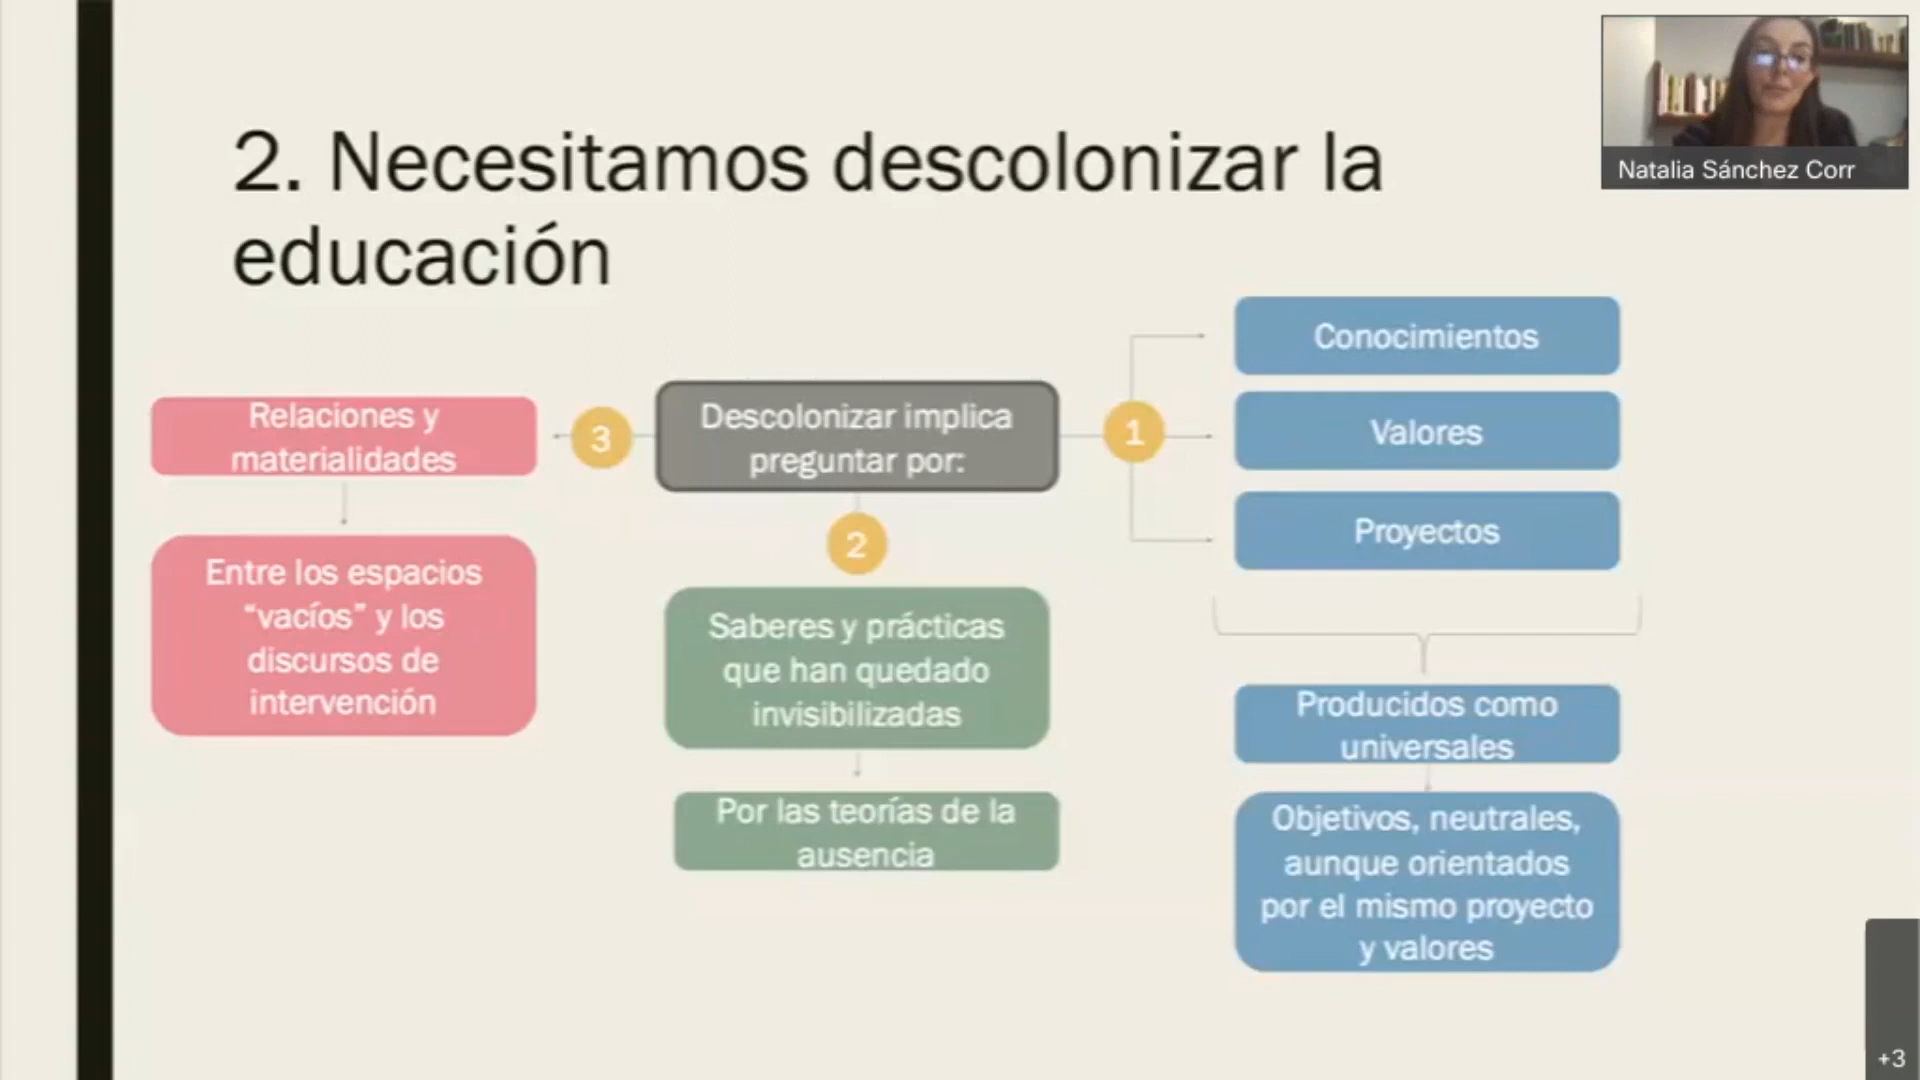 2. Necesitamos descolonizar la
educación
Natalia Sánchez Corr
Descolonizar implica
preguntar por:
1
Conocimientos
Valores
Proyectos
Producidos como
universales
Objetivos, neutrales,
aunque orientados
por el mismo proyecto
y valores
2
Saberes y prácticas
que han quedado
invisibilizadas
Por las teorías de la
ausencia
3
Relaciones y
materialidades
Entre los espacios
“vacíos” y los
discursos de
intervención
+3